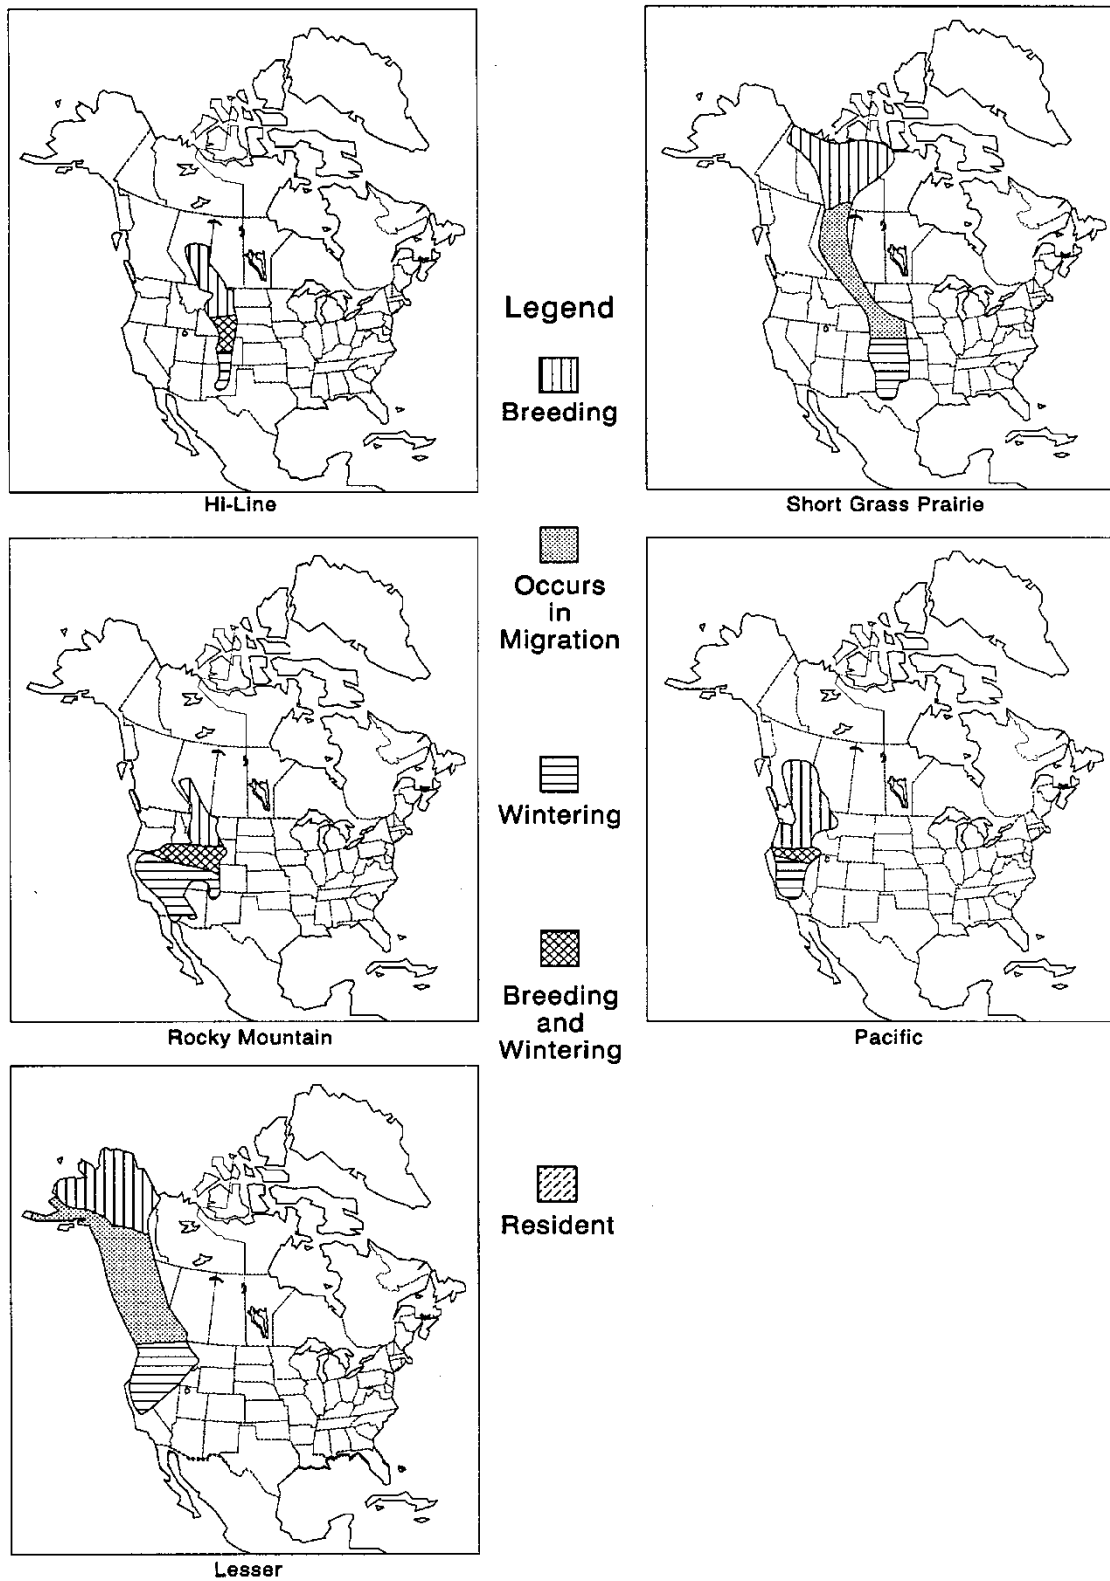 Hi-Line
Short Grass Prairie
Legend
Breeding
Occurs
in
Migration
Wintering
Breeding
and
Wintering
Resident
Rocky Mountain
Pacific
Lesser